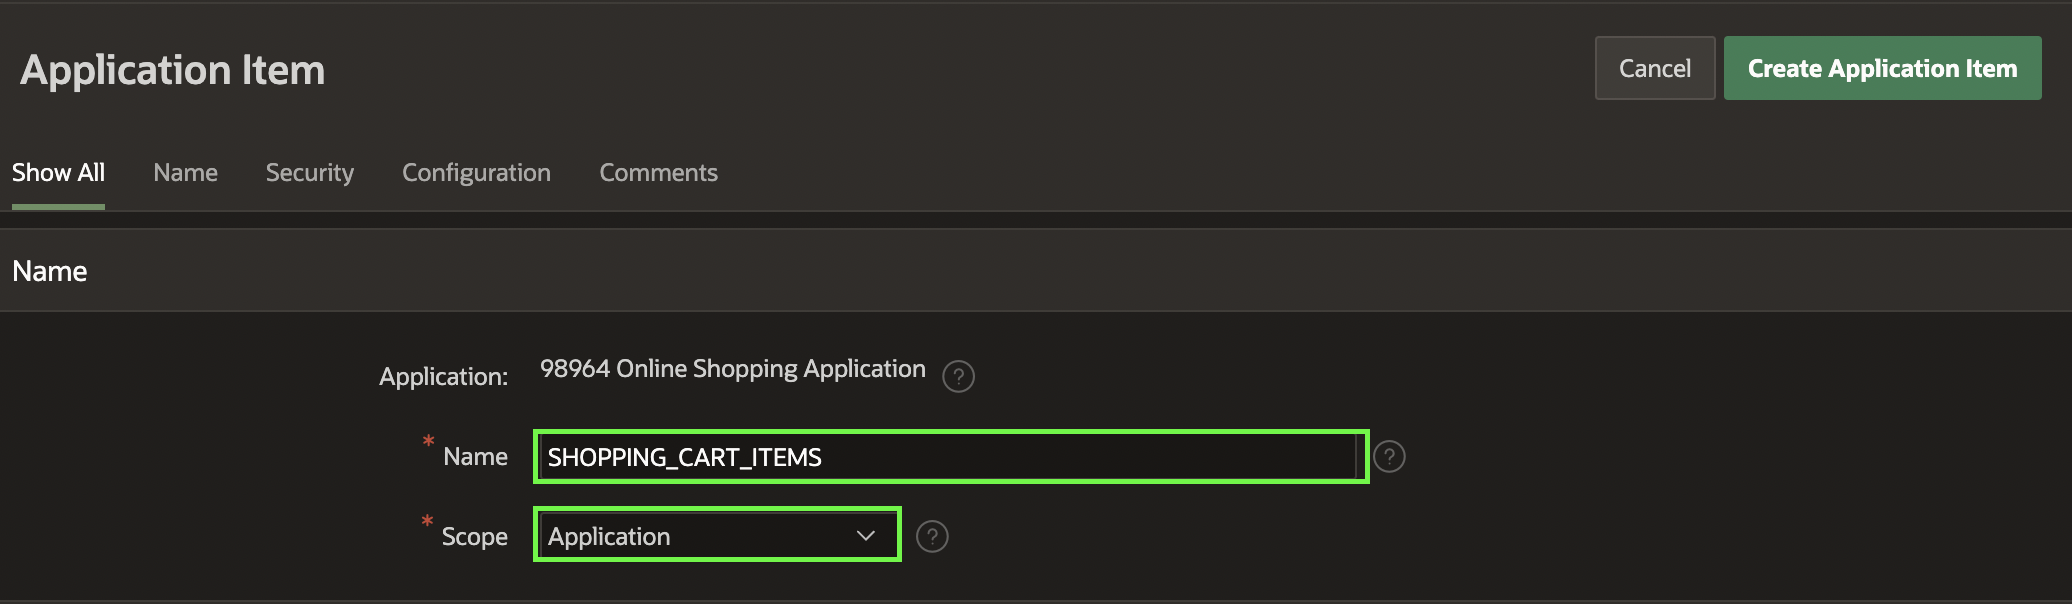 Application Item
Cancel
Create Application Item
Show All
Name
Security
Configuration
Comments
Name
Application:
98964 Online Shopping Application
?
* Name
SHOPPING_CART_ITEMS
?
* Scope
Application
?